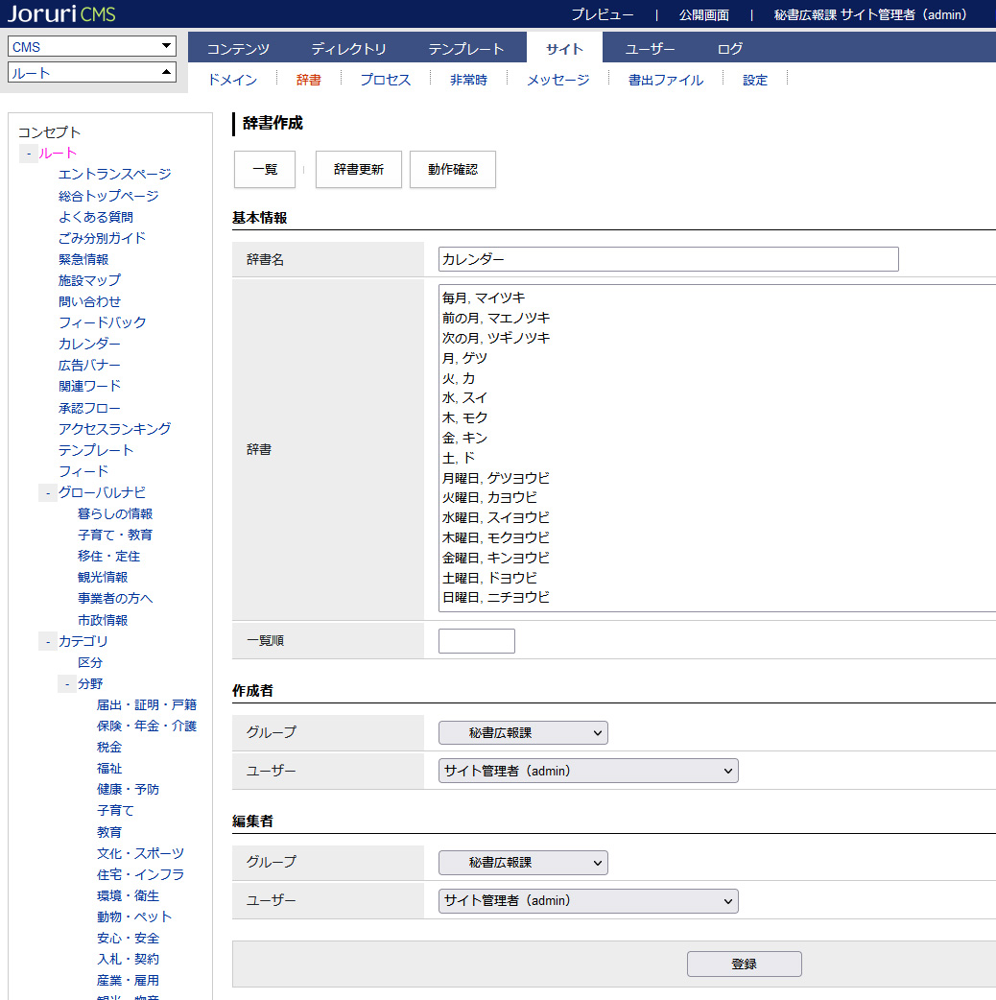 Joruri CMS
プレビュー | 公開画面 | 秘書広報課 サイト管理者（admin）
CMS
ルート
コンテンツ ディレクトリ テンプレート サイト ユーザー ログ
ドメイン 辞書 プロセス 非常時 メッセージ 書出ファイル 設定
コンセプト
- ルート
エントランスページ
総合トップページ
よくある質問
ごみ分別ガイド
緊急情報
施設マップ
問い合わせ
フィードバック
カレンダー
広告バナー
関連ワード
承認フロー
アクセスランキング
テンプレート
フィード
- グローバルナビ
暮らしの情報
子育て・教育
移住・定住
観光情報
事業者の方へ
市政情報
- カテゴリ
区分
- 分野
届出・証明・戸籍
保険・年金・介護
税金
福祉
健康・予防
子育て
教育
文化・スポーツ
住宅・インフラ
環境・衛生
動物・ペット
安心・安全
入札・契約
産業・雇用
観光・物産
辞書作成
一覧 辞書更新 動作確認
基本情報
辞書名 カレンダー
辞書
毎月, マイツキ
前の月, マエノツキ
次の月, ツギノツキ
月, ゲツ
火, カ
水, スイ
木, モク
金, キン
土, ド
月曜日, ゲツヨウビ
火曜日, カヨウビ
水曜日, スイヨウビ
木曜日, モクヨウビ
金曜日, キンヨウビ
土曜日, ドヨウビ
日曜日, ニチヨウビ
一覧順
作成者
グループ 秘書広報課
ユーザー サイト管理者（admin）
編集者
グループ 秘書広報課
ユーザー サイト管理者（admin）
登録